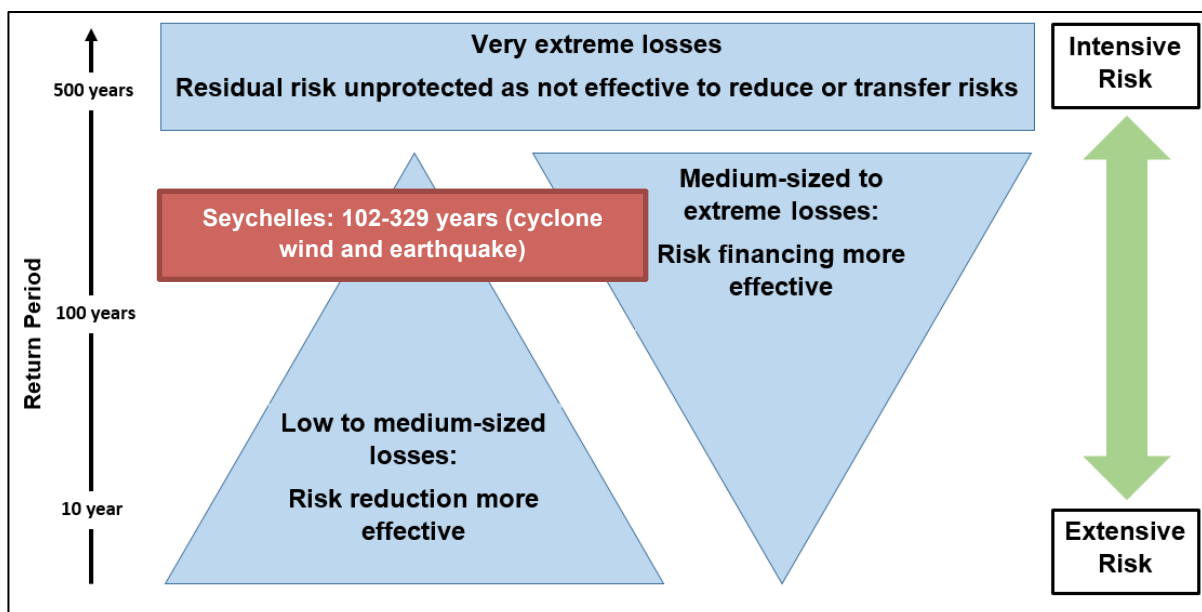 Very extreme losses
Residual risk unprotected as not effective to reduce or transfer risks
Intensive
Risk
500 years
Medium-sized to
extreme losses:
Risk financing more
effective
Seychelles: 102-329 years (cyclone
wind and earthquake)
100 years
Return Period
Low to medium-sized
losses:
Risk reduction more
effective
10 year
Extensive
Risk